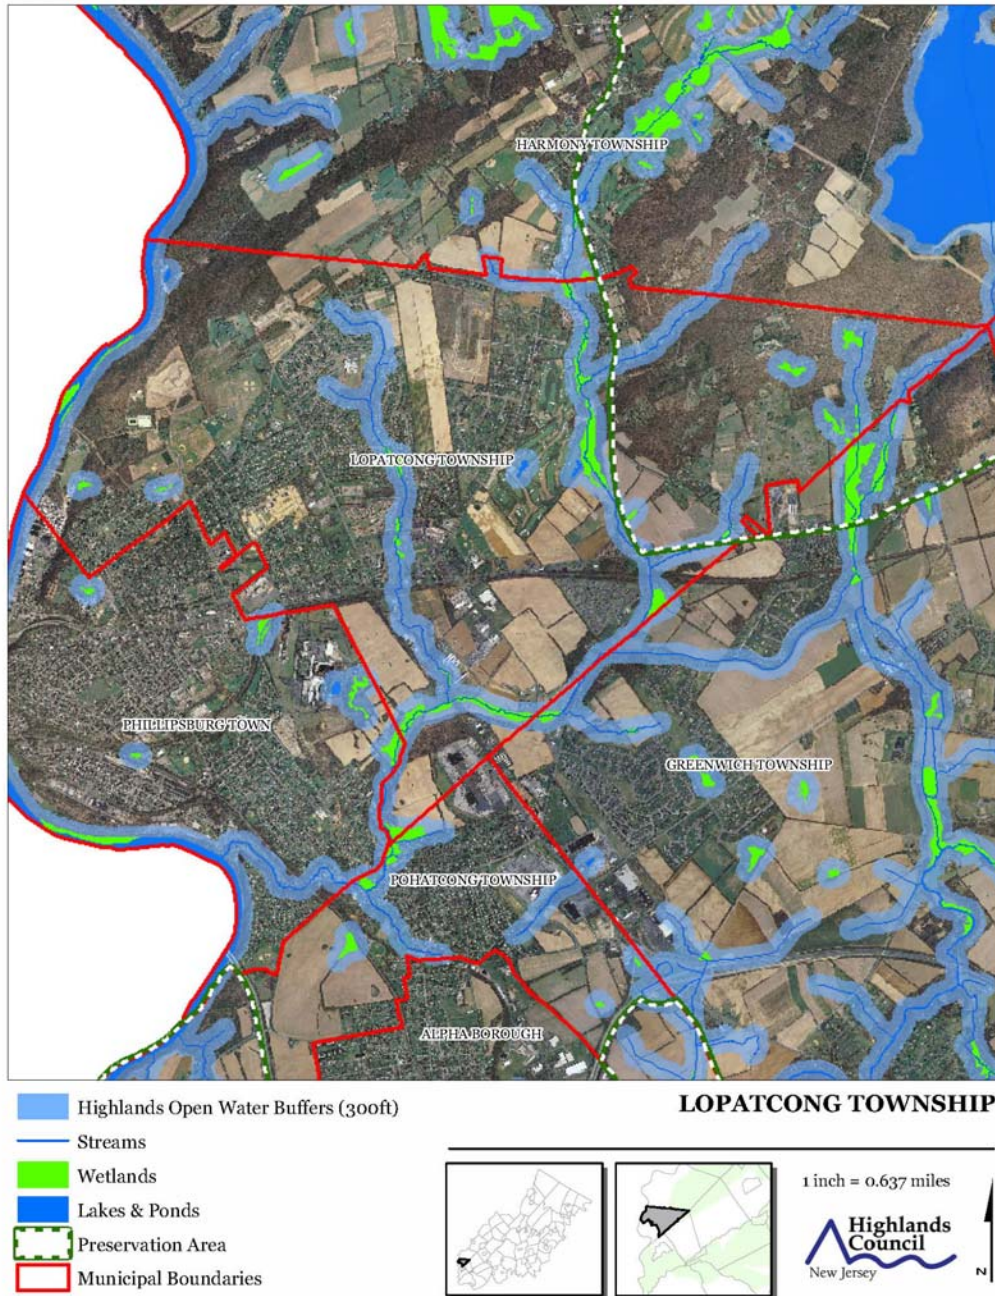 HARMONY TOWNSHIP
LOPATCONG TOWNSHIP
PHILLIPSBURG TOWN
GREENWICH TOWNSHIP
POHATCONG TOWNSHIP
ALPHA BOROUGH
Highlands Open Water Buffers (300ft)
Streams
Wetlands
Lakes & Ponds
Preservation Area
Municipal Boundaries
LOPATCONG TOWNSHIP
1 inch = 0.637 miles
Highlands
Council
New Jersey
N